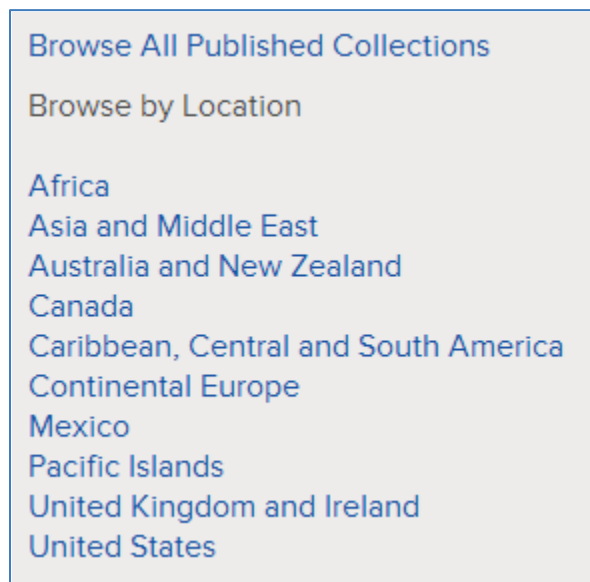 Browse All Published Collections
Browse by Location
Africa
Asia and Middle East
Australia and New Zealand
Canada
Caribbean, Central and South America
Continental Europe
Mexico
Pacific Islands
United Kingdom and Ireland
United States